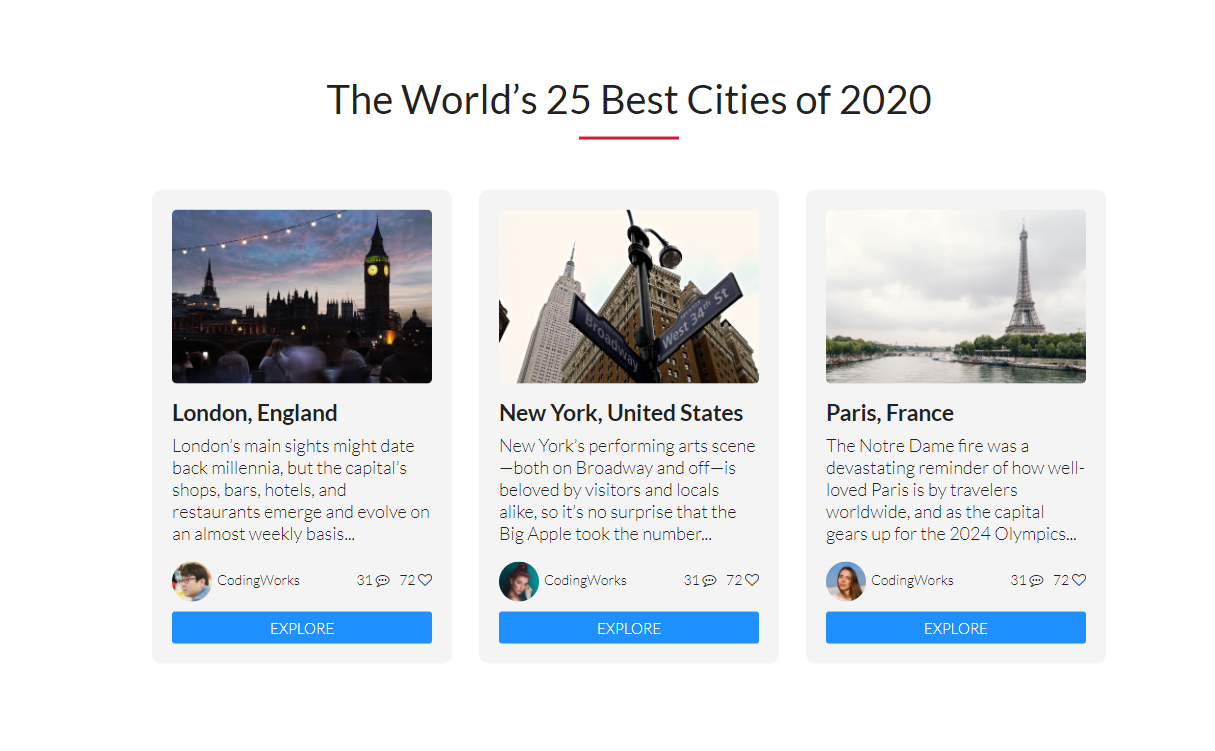 The World’s 25 Best Cities of 2020
Broadway
West 34th St
London, England
London’s main sights might date
back millennia, but the capital’s
shops, bars, hotels, and
restaurants emerge and evolve on
an almost weekly basis...
CodingWorks 31 72
EXPLORE
New York, United States
New York’s performing arts scene
—both on Broadway and off—is
beloved by visitors and locals
alike, so it’s no surprise that the
Big Apple took the number...
CodingWorks 31 72
EXPLORE
Paris, France
The Notre Dame fire was a
devastating reminder of how well-
loved Paris is by travelers
worldwide, and as the capital
gears up for the 2024 Olympics...
CodingWorks 31 72
EXPLORE